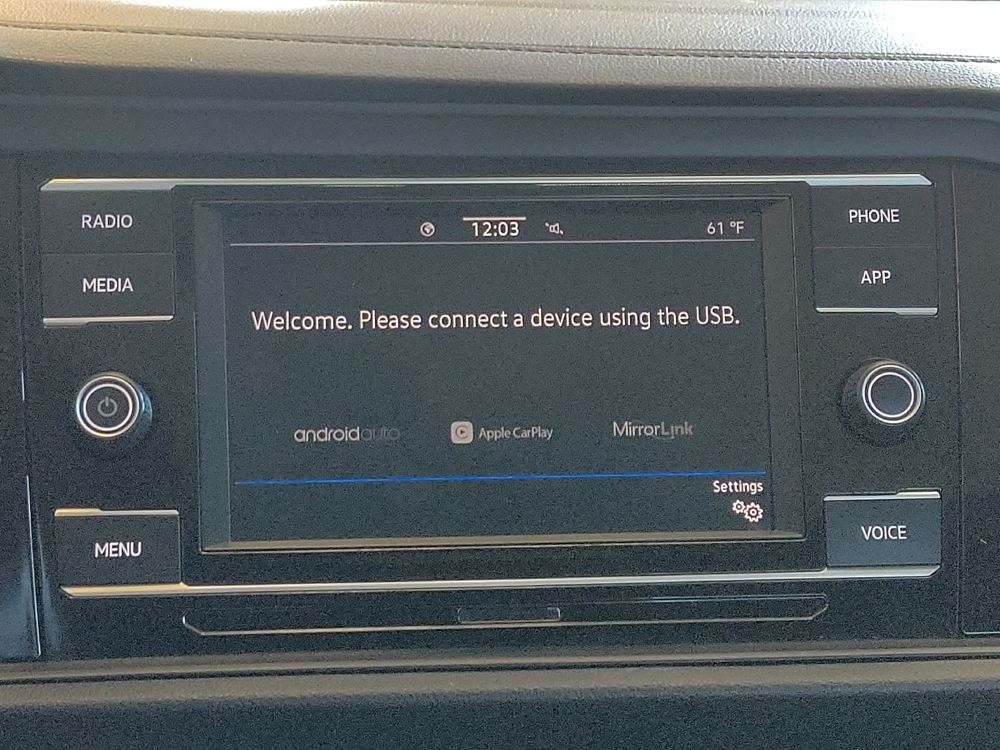 RADIO
MEDIA
MENU
12:03
61 °F
Welcome. Please connect a device using the USB.
androidauto
Apple CarPlay
MirrorLink
Settings
PHONE
APP
VOICE